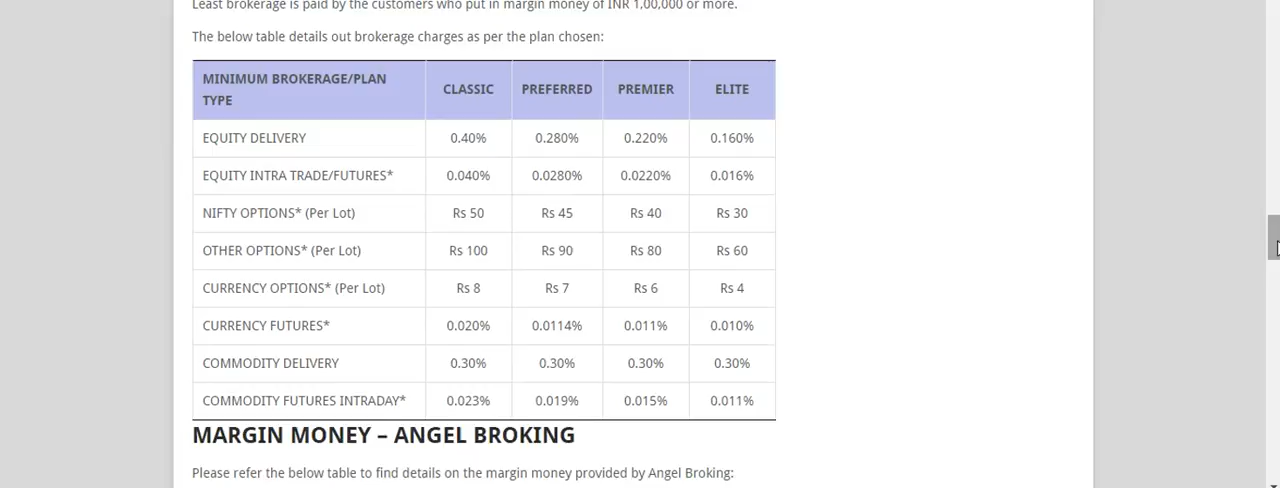 Least brokerage is paid by the customers who put in margin money of INR 1,00,000 or more.
The below table details out brokerage charges as per the plan chosen:
MINIMUM BROKERAGE/PLAN TYPE CLASSIC PREFERRED PREMIER ELITE
EQUITY DELIVERY 0.40% 0.280% 0.220% 0.160%
EQUITY INTRA TRADE/FUTURES* 0.040% 0.0280% 0.0220% 0.016%
NIFTY OPTIONS* (Per Lot) Rs 50 Rs 45 Rs 40 Rs 30
OTHER OPTIONS* (Per Lot) Rs 100 Rs 90 Rs 80 Rs 60
CURRENCY OPTIONS* (Per Lot) Rs 8 Rs 7 Rs 6 Rs 4
CURRENCY FUTURES* 0.020% 0.0114% 0.011% 0.010%
COMMODITY DELIVERY 0.30% 0.30% 0.30% 0.30%
COMMODITY FUTURES INTRADAY* 0.023% 0.019% 0.015% 0.011%
MARGIN MONEY – ANGEL BROKING
Please refer the below table to find details on the margin money provided by Angel Broking: